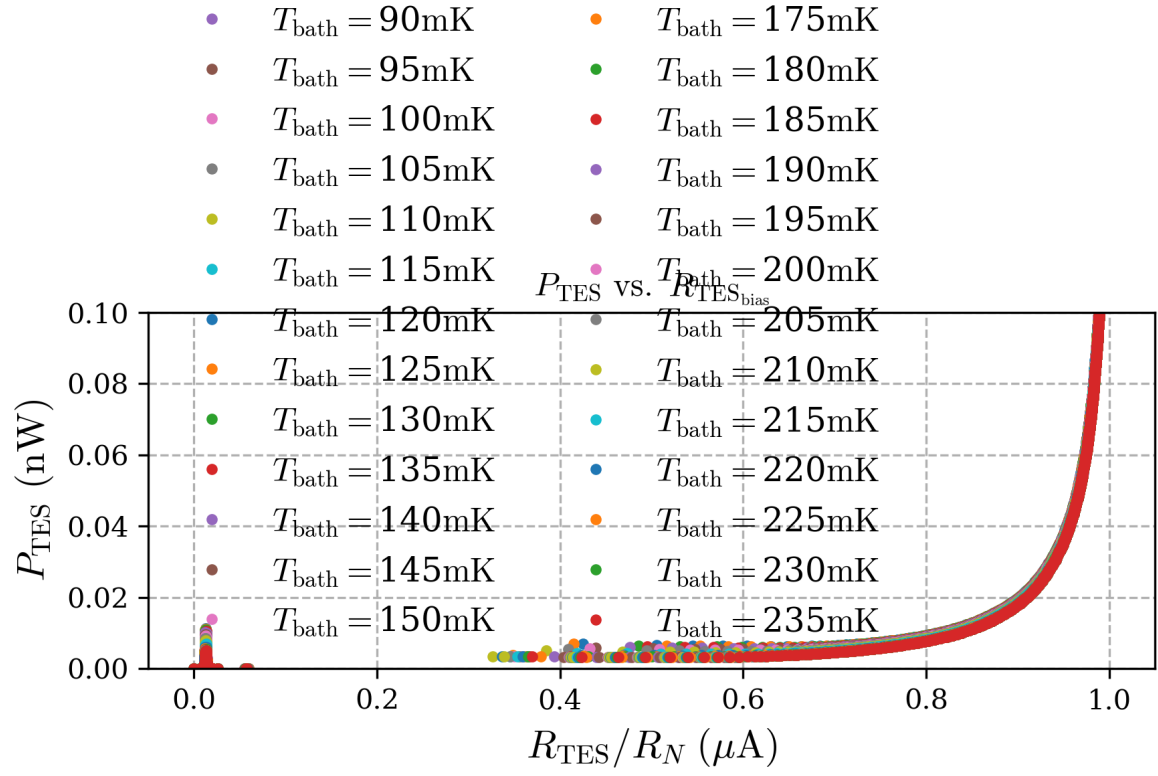 T_bath = 90mK
T_bath = 95mK
T_bath = 100mK
T_bath = 105mK
T_bath = 110mK
T_bath = 115mK
T_bath = 120mK
T_bath = 125mK
T_bath = 130mK
T_bath = 135mK
T_bath = 140mK
T_bath = 145mK
T_bath = 150mK
T_bath = 175mK
T_bath = 180mK
T_bath = 185mK
T_bath = 190mK
T_bath = 195mK
T_bath = 200mK
T_bath = 205mK
T_bath = 210mK
T_bath = 215mK
T_bath = 220mK
T_bath = 225mK
T_bath = 230mK
T_bath = 235mK
P_TES vs. R_TES_bias
P_TES (nW)
0.10
0.08
0.06
0.04
0.02
0.00
0.0 0.2 0.4 0.6 0.8 1.0
R_TES/R_N (μA)